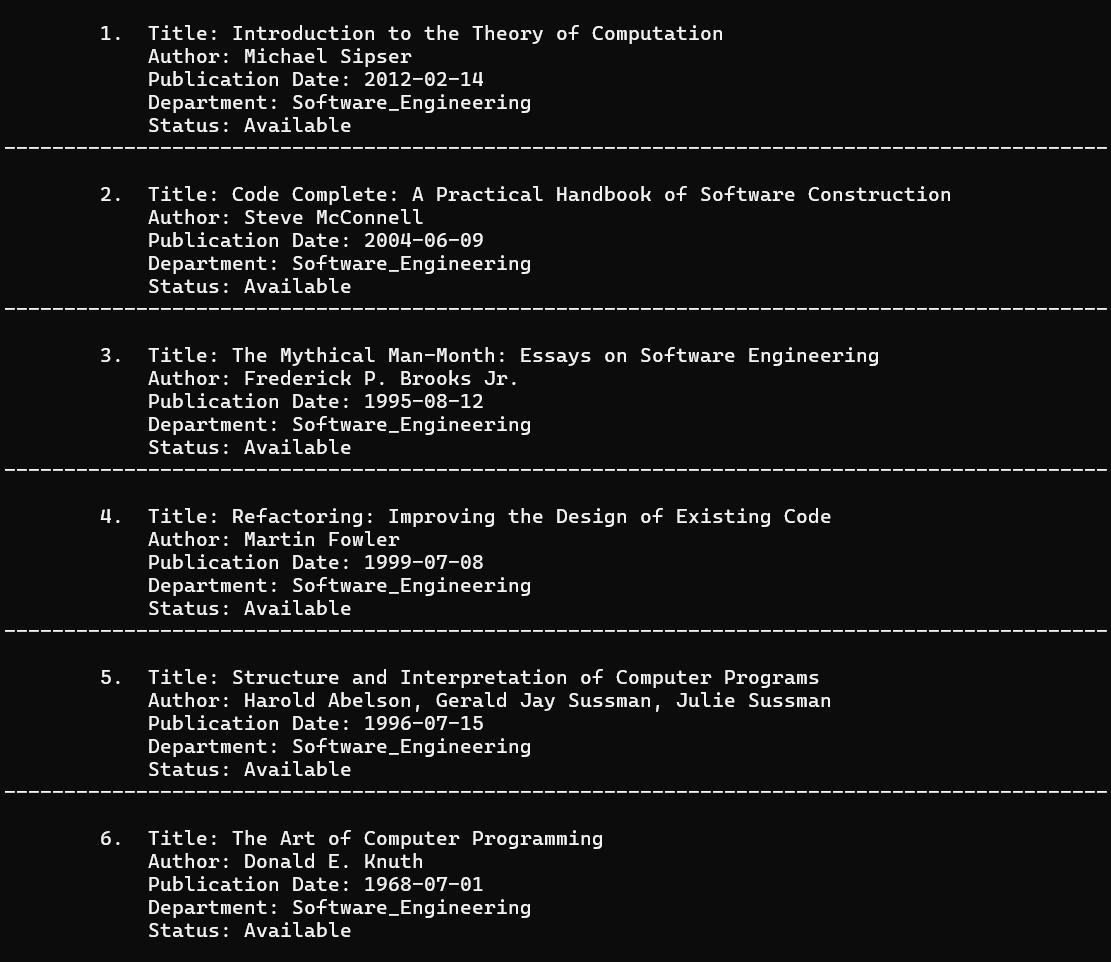 1. Title: Introduction to the Theory of Computation
Author: Michael Sipser
Publication Date: 2012-02-14
Department: Software_Engineering
Status: Available
2. Title: Code Complete: A Practical Handbook of Software Construction
Author: Steve McConnell
Publication Date: 2004-06-09
Department: Software_Engineering
Status: Available
3. Title: The Mythical Man-Month: Essays on Software Engineering
Author: Frederick P. Brooks Jr.
Publication Date: 1995-08-12
Department: Software_Engineering
Status: Available
4. Title: Refactoring: Improving the Design of Existing Code
Author: Martin Fowler
Publication Date: 1999-07-08
Department: Software_Engineering
Status: Available
5. Title: Structure and Interpretation of Computer Programs
Author: Harold Abelson, Gerald Jay Sussman, Julie Sussman
Publication Date: 1996-07-15
Department: Software_Engineering
Status: Available
6. Title: The Art of Computer Programming
Author: Donald E. Knuth
Publication Date: 1968-07-01
Department: Software_Engineering
Status: Available